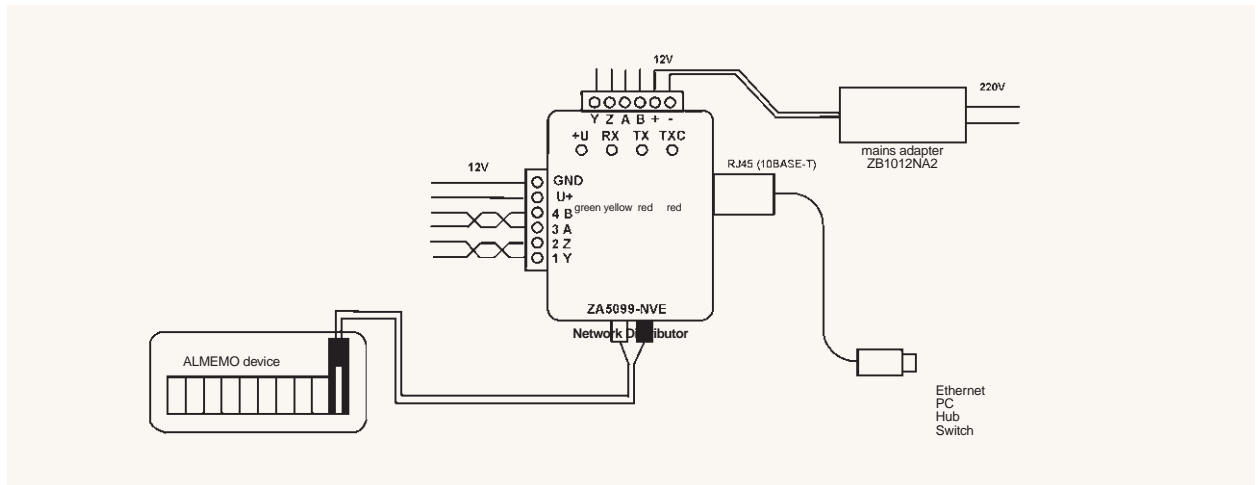 12V
220V
Y Z A B + -
+U RX TX TXC
mains adapter
ZB1012NA2
RJ45 (10BASE-T)
12V
GND
U+
4 B
green yellow red red
3 A
2 Z
1 Y
ZA5099-NVE
Network Distributor
ALMEMO device
Ethernet
PC
Hub
Switch